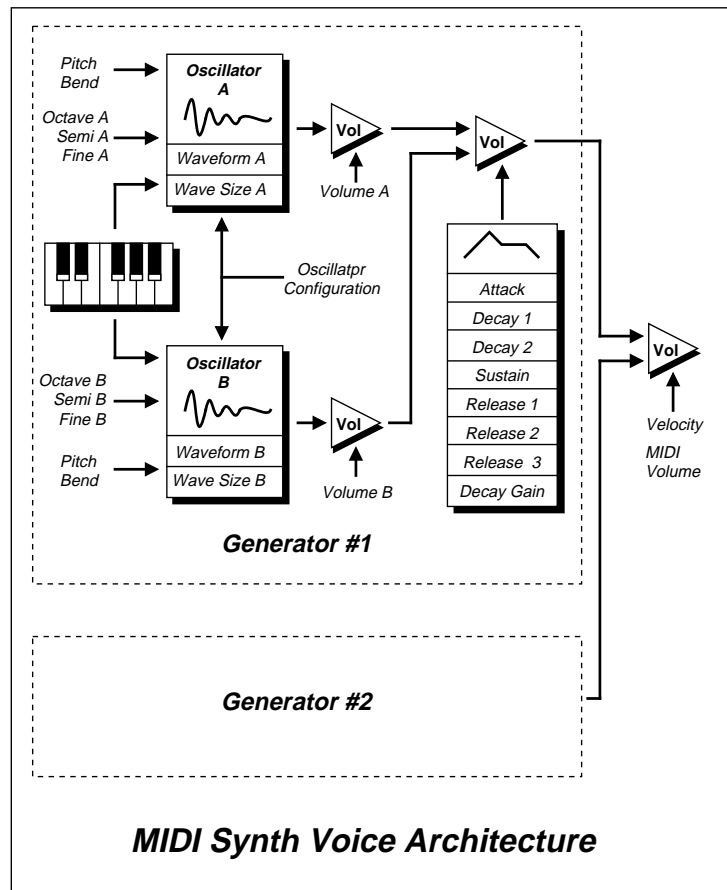 Pitch
Bend
Octave A
Semi A
Fine A
Oscillator
A
Waveform A
Wave Size A
Vol
Volume A
Vol
Oscillatpr
Configuration
Attack
Decay 1
Decay 2
Sustain
Release 1
Release 2
Release 3
Decay Gain
Octave B
Semi B
Fine B
Pitch
Bend
Oscillator
B
Waveform B
Wave Size B
Vol
Volume B
Vol
Velocity
MIDI
Volume
Generator #1
Generator #2
MIDI Synth Voice Architecture